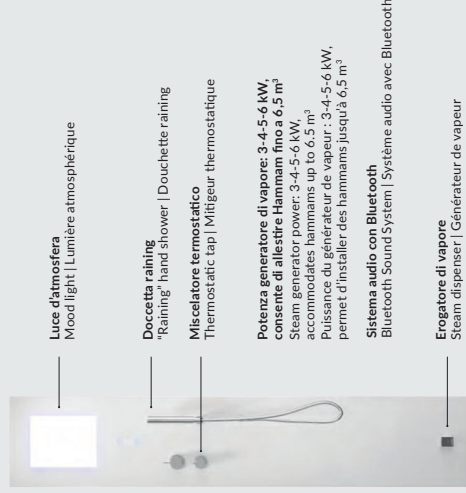 Luce d'atmosfera
Mood light | Lumière atmosphérique
Doccetta raining
"Raining" hand shower | Douchette raining
Miscelatore termostatico
Thermostatic tap | Mitigeur thermostatique
Potenza generatore di vapore: 3-4-5-6 kW,
consente di allestire Hammam fino a 6,5 m³
Steam generator power: 3-4-5-6 kW,
accommodates hammams up to 6.5 m³
Puissance du générateur de vapeur : 3-4-5-6 kW,
permet d'installer des hammams jusqu'à 6,5 m³
Sistema audio con Bluetooth
Bluetooth Sound System | Système audio avec Bluetooth
Erogatore di vapore
Steam dispenser | Générateur de vapeur